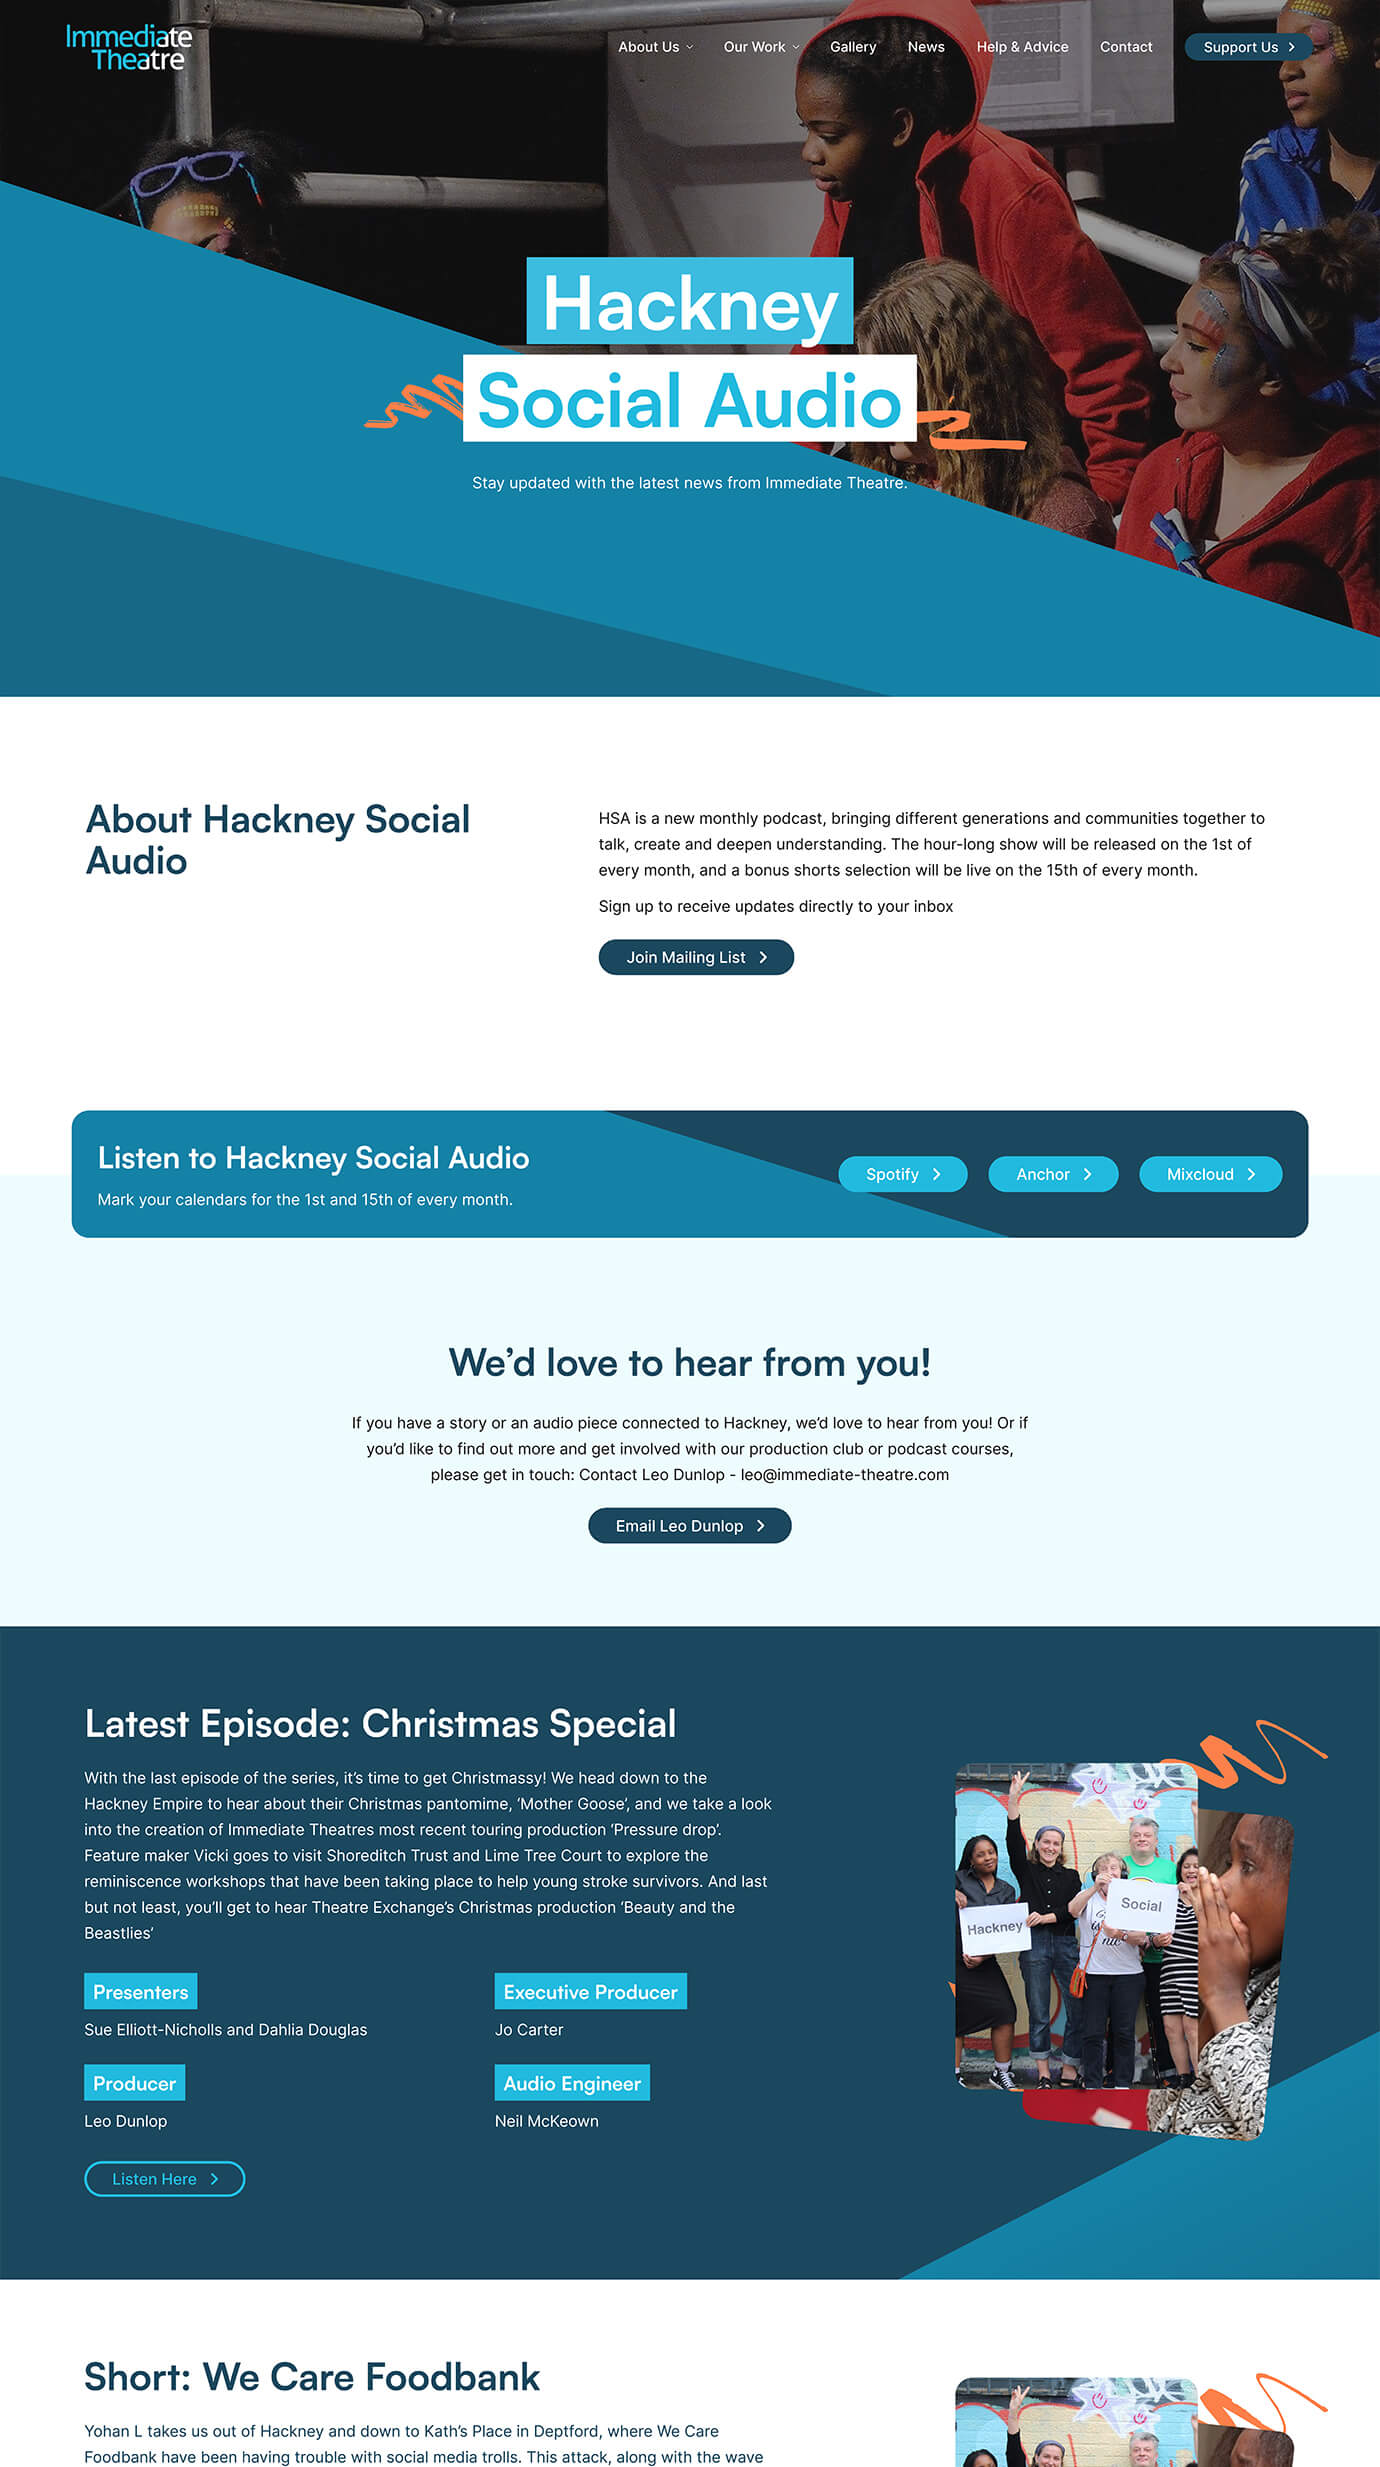 Immediate
Theatre
About Us
Our Work
Gallery
News
Help & Advice
Contact
Support Us
Hackney
Social Audio
Stay updated with the latest news from Immediate Theatre.
About Hackney Social
Audio
HSA is a new monthly podcast, bringing different generations and communities together to
talk, create and deepen understanding. The hour-long show will be released on the 1st of
every month, and a bonus shorts selection will be live on the 15th of every month.
Sign up to receive updates directly to your inbox
Join Mailing List
Listen to Hackney Social Audio
Mark your calendars for the 1st and 15th of every month.
Spotify
Anchor
Mixcloud
We’d love to hear from you!
If you have a story or an audio piece connected to Hackney, we’d love to hear from you! Or if
you’d like to find out more and get involved with our production club or podcast courses,
please get in touch: Contact Leo Dunlop - leo@immediate-theatre.com
Email Leo Dunlop
Latest Episode: Christmas Special
With the last episode of the series, it’s time to get Christmassy! We head down to the
Hackney Empire to hear about their Christmas pantomime, ‘Mother Goose’, and we take a look
into the creation of Immediate Theatres most recent touring production ‘Pressure drop’.
Feature maker Vicki goes to visit Shoreditch Trust and Lime Tree Court to explore the
reminiscence workshops that have been taking place to help young stroke survivors. And last
but not least, you’ll get to hear Theatre Exchange’s Christmas production ‘Beauty and the
Beastlies’
Presenters
Sue Elliott-Nicholls and Dahlia Douglas
Executive Producer
Jo Carter
Producer
Leo Dunlop
Audio Engineer
Neil McKeown
Listen Here
Hackney
Social
Short: We Care Foodbank
Yohan L takes us out of Hackney and down to Kath’s Place in Deptford, where We Care
Foodbank have been having trouble with social media trolls. This attack, along with the wave